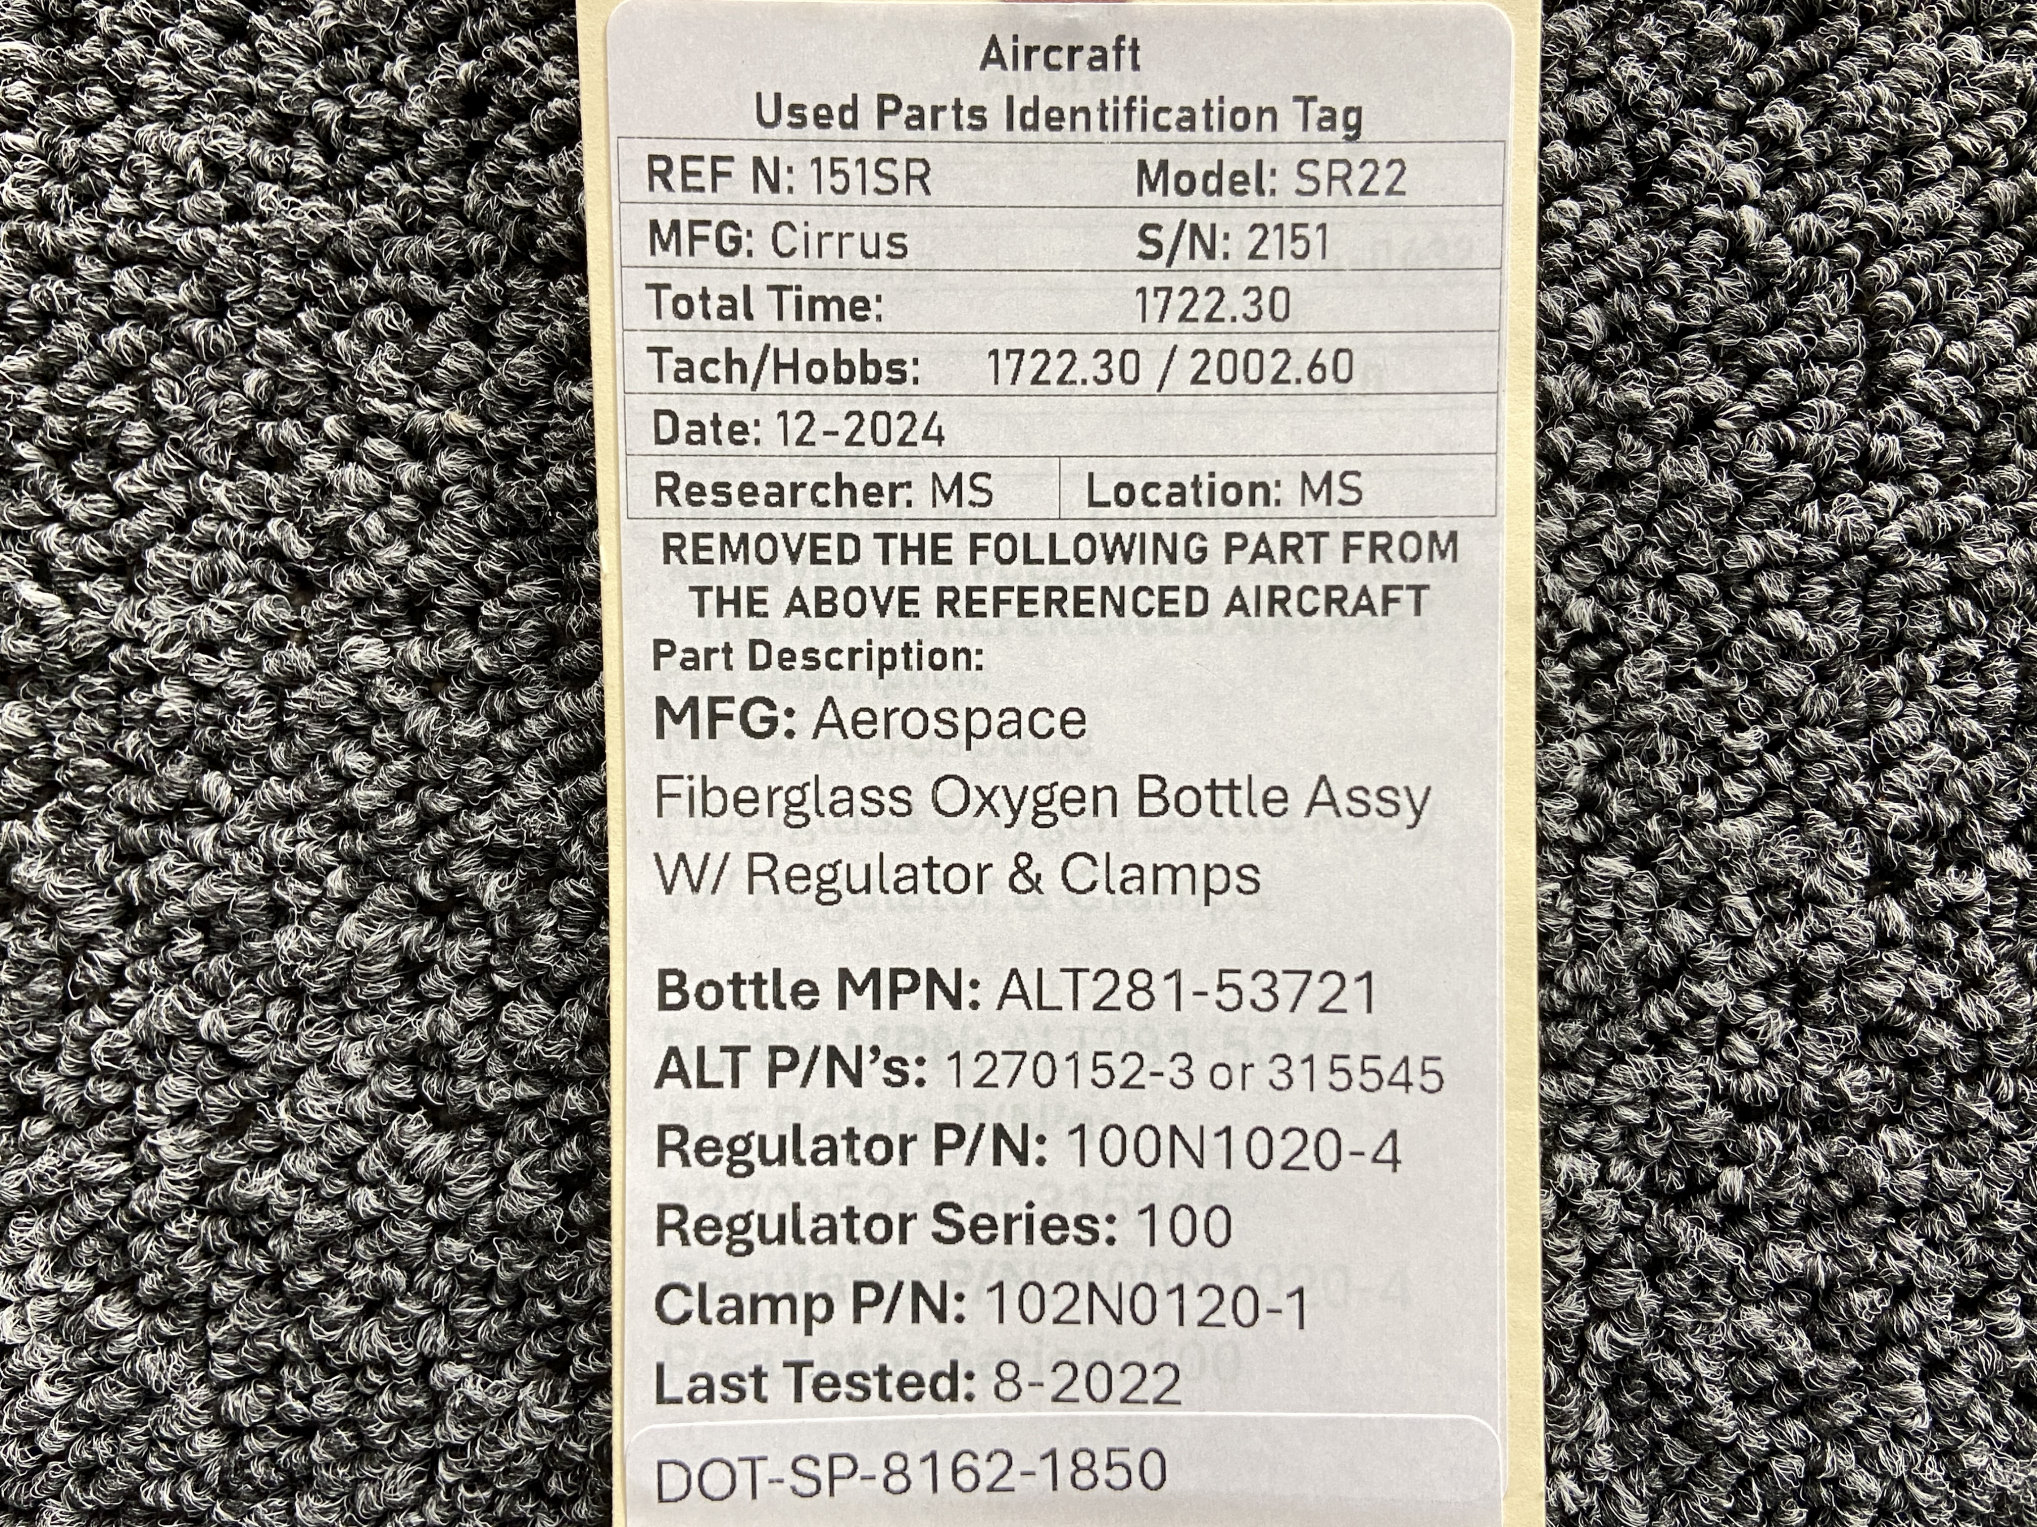 Aircraft
Used Parts Identification Tag
REF N: 151SR Model: SR22
MFG: Cirrus S/N: 2151
Total Time: 1722.30
Tach/Hobbs: 1722.30 / 2002.60
Date: 12-2024
Researcher: MS Location: MS
REMOVED THE FOLLOWING PART FROM
THE ABOVE REFERENCED AIRCRAFT
Part Description:
MFG: Aerospace
Fiberglass Oxygen Bottle Assy
W/ Regulator & Clamps
Bottle MPN: ALT281-53721
ALT P/N's: 1270152-3 or 315545
Regulator P/N: 100N1020-4
Regulator Series: 100
Clamp P/N: 102N0120-1
Last Tested: 8-2022
DOT-SP-8162-1850